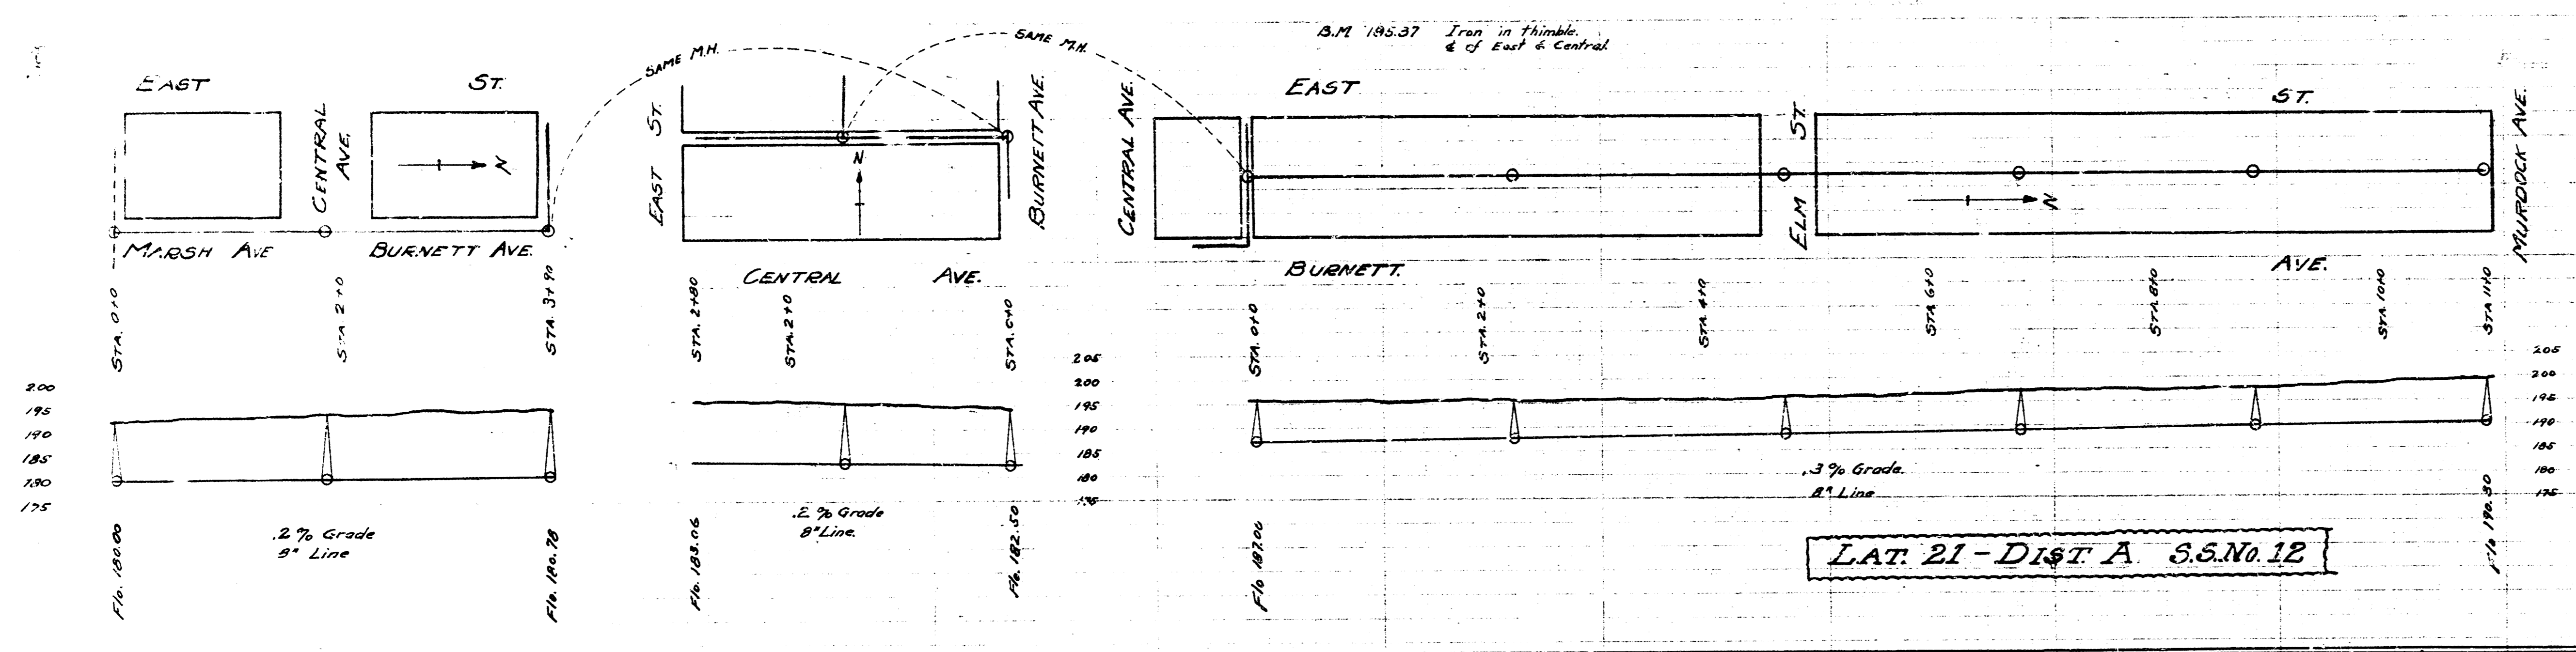 B.M 195.37 Iron in thimble.
¢ of East & Central.
SAME M.H.
SAME M.H.
EAST ST.
CENTRAL AVE.
N
MARSH AVE
BURNETT AVE.
STA. 0+0
STA. 2+0
STA. 3+90
200
195
190
185
180
175
.2 % Grade
8" Line
Flo. 180.00
Flo. 180.78
EAST ST.
N
BURNETT AVE.
CENTRAL AVE.
STA. 2+80
STA. 2+0
STA. 0+0
.2 % Grade
8" Line.
Flo. 183.06
Flo. 182.50
CENTRAL AVE.
EAST ST.
ELM ST.
N
MURDOCK AVE.
BURNETT. AVE.
STA. 0+0
STA. 2+0
STA. 4+0
STA. 6+0
STA. 8+0
STA. 10+0
STA 11+0
205
200
195
190
185
180
175
205
200
195
190
185
180
175
.3 % Grade.
8" Line
Flo 187.00
Flo 190.30
LAT. 21 - DIST. A S.S. No. 12